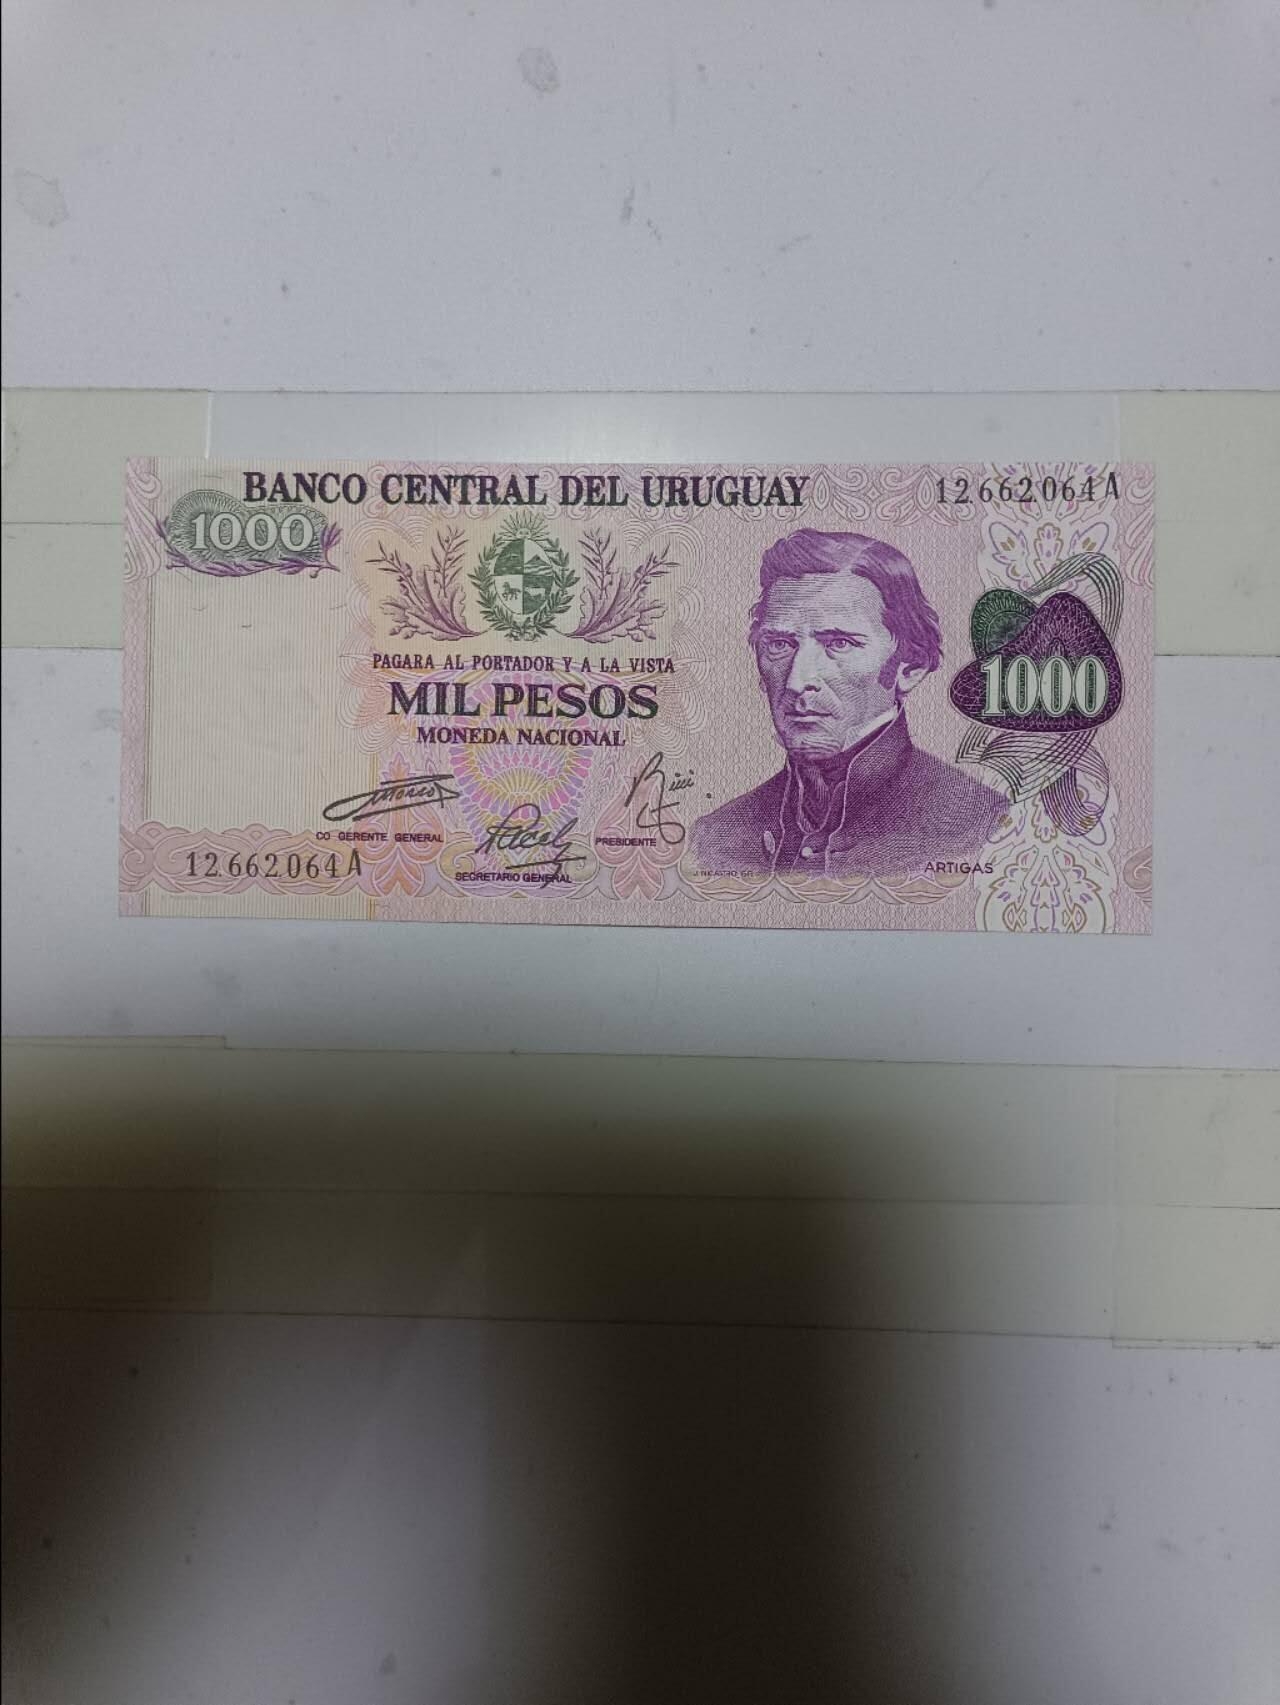 BANCO CENTRAL DEL URUGUAY
12.662.064 A
1000
PAGARA AL PORTADOR Y A LA VISTA
MIL PESOS
1000
MONEDA NACIONAL
CO GERENTE GENERAL
PRESIDENTE
12.662.064 A
SECRETARIO GENERAL
ARTIGAS